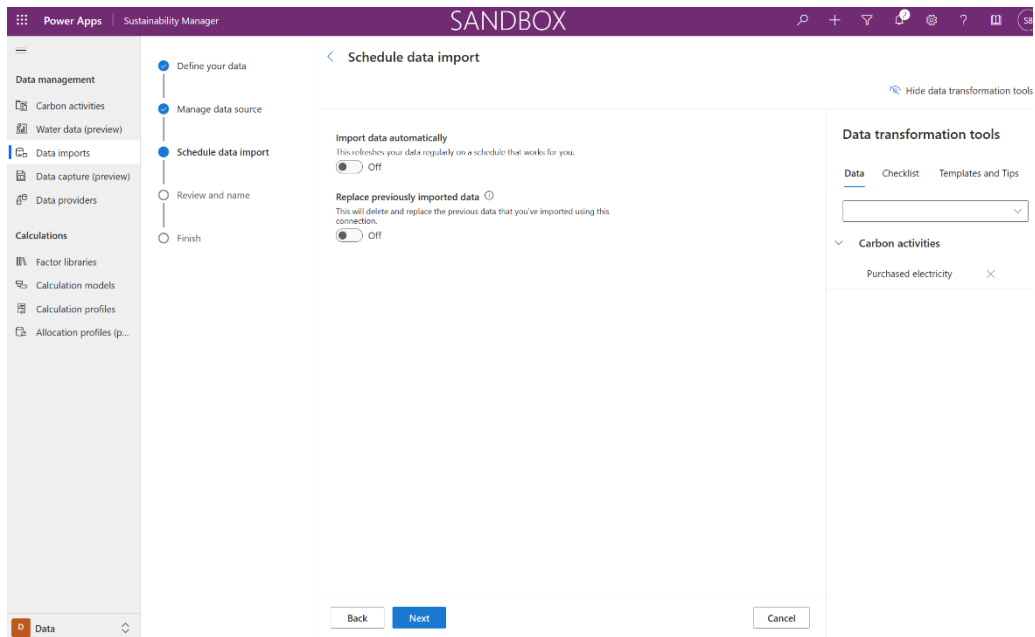 Power Apps Sustainability Manager SANDBOX 2 ? SB
Data management
Carbon activities
Water data (preview)
Data imports
Data capture (preview)
Data providers
Calculations
Factor libraries
Calculation models
Calculation profiles
Allocation profiles (p...
D Data
Define your data
Manage data source
Schedule data import
Review and name
Finish
Schedule data import
Hide data transformation tools
Import data automatically
This refreshes your data regularly on a schedule that works for you.
Off
Replace previously imported data
This will delete and replace the previous data that you've imported using this
connection.
Off
Back Next Cancel
Data transformation tools
Data Checklist Templates and Tips
Carbon activities
Purchased electricity